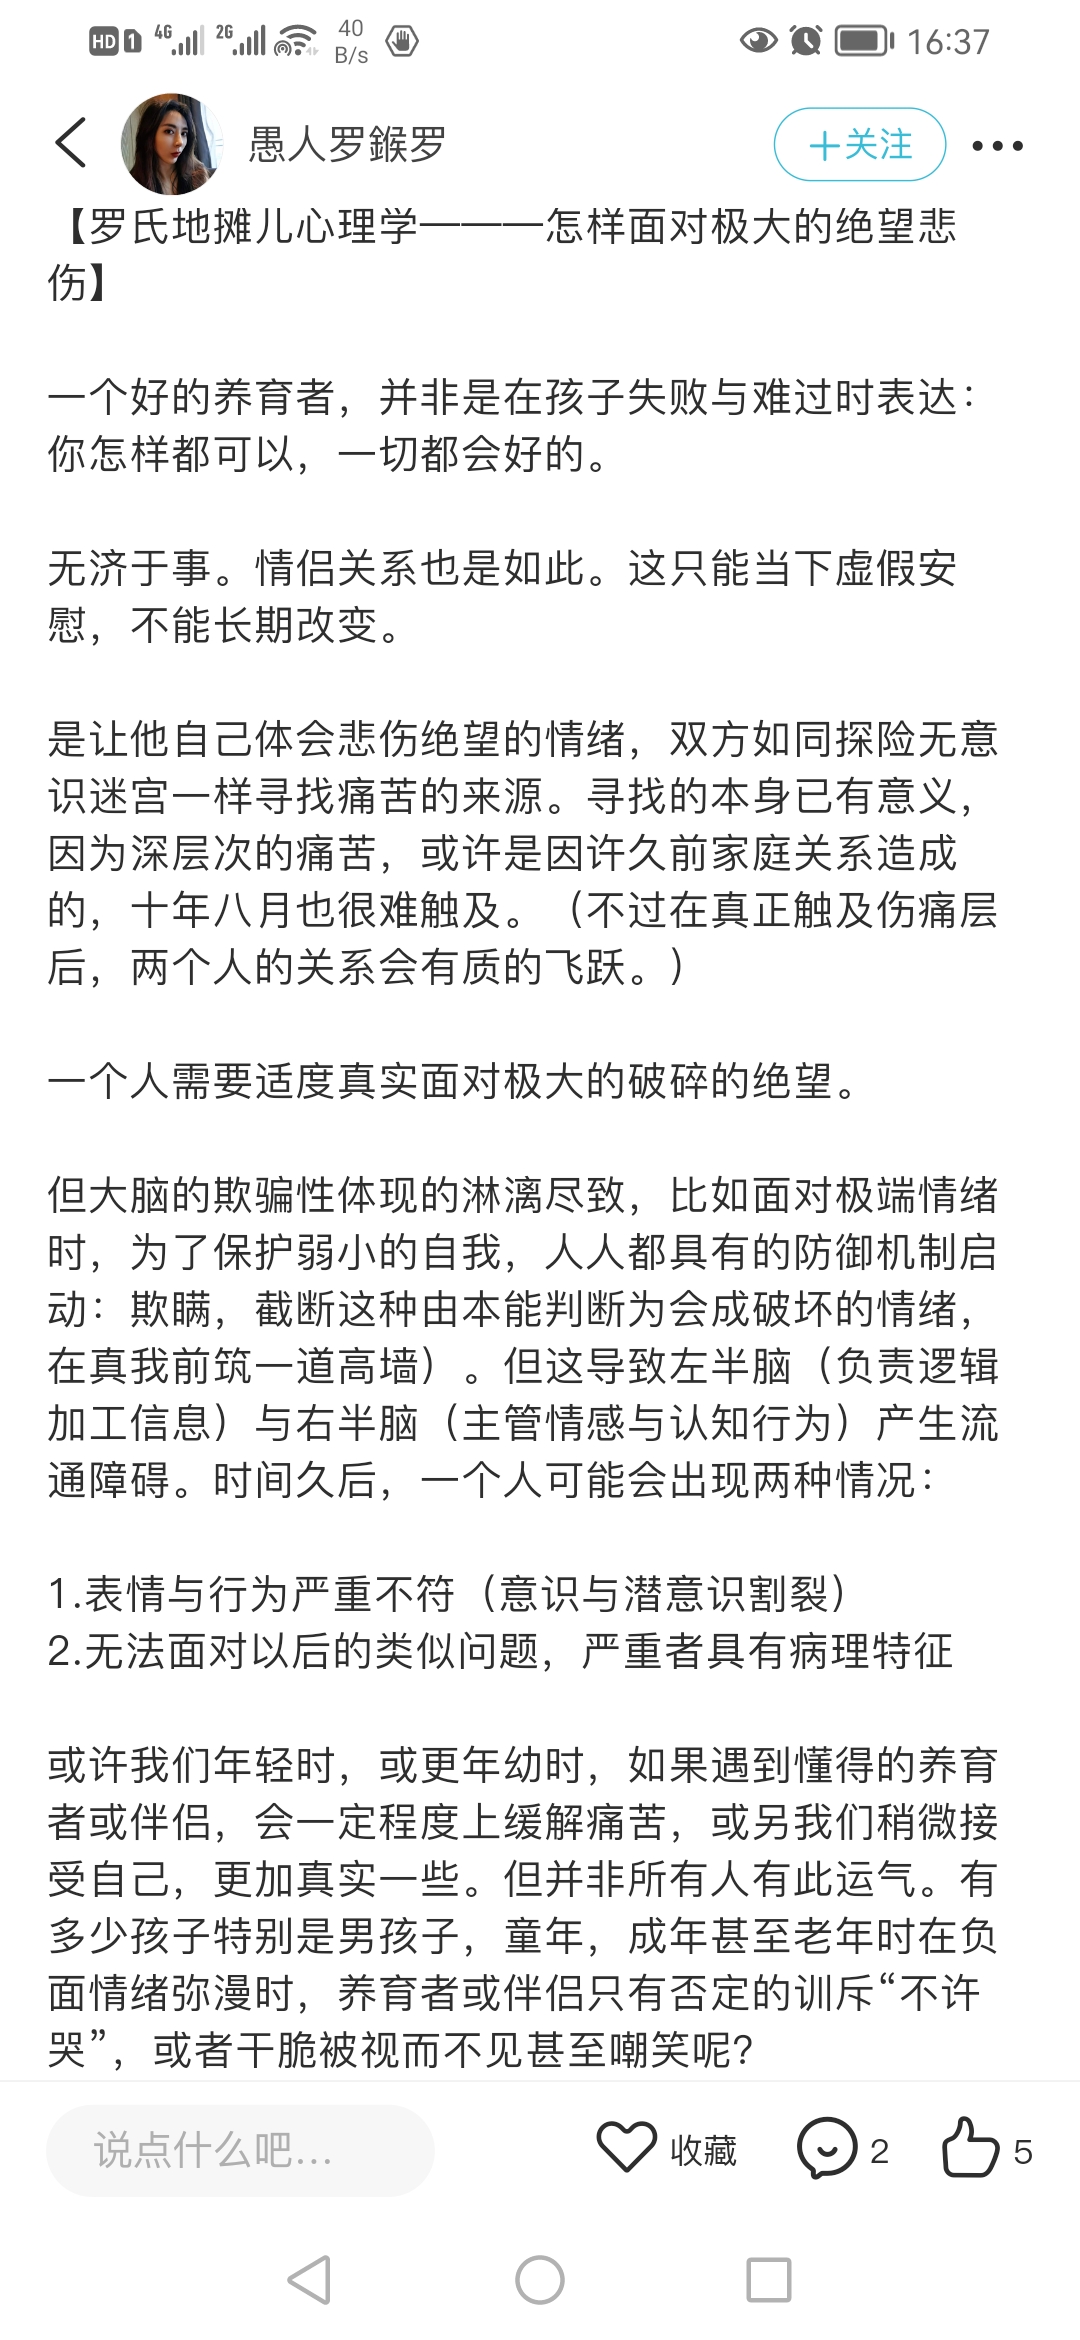 HD 1 4G 2G 40 B/s 16:37
愚人罗鍭罗 +关注
【罗氏地摊儿心理学———怎样面对极大的绝望悲
伤】
一个好的养育者，并非是在孩子失败与难过时表达：
你怎样都可以，一切都会好的。
无济于事。情侣关系也是如此。这只能当下虚假安
慰，不能长期改变。
是让他自己体会悲伤绝望的情绪，双方如同探险无意
识迷宫一样寻找痛苦的来源。寻找的本身已有意义，
因为深层次的痛苦，或许是因许久前家庭关系造成
的，十年八月也很难触及。（不过在真正触及伤痛层
后，两个人的关系会有质的飞跃。）
一个人需要适度真实面对极大的破碎的绝望。
但大脑的欺骗性体现的淋漓尽致，比如面对极端情绪
时，为了保护弱小的自我，人人都具有的防御机制启
动：欺瞒，截断这种由本能判断为会成破坏的情绪，
在真我前筑一道高墙）。但这导致左半脑（负责逻辑
加工信息）与右半脑（主管情感与认知行为）产生流
通障碍。时间久后，一个人可能会出现两种情况：
1.表情与行为严重不符（意识与潜意识割裂）
2.无法面对以后的类似问题，严重者具有病理特征
或许我们年轻时，或更年幼时，如果遇到懂得的养育
者或伴侣，会一定程度上缓解痛苦，或另我们稍微接
受自己，更加真实一些。但并非所有人有此运气。有
多少孩子特别是男孩子，童年，成年甚至老年时在负
面情绪弥漫时，养育者或伴侣只有否定的训斥“不许
哭”，或者干脆被视而不见甚至嘲笑呢?
说点什么吧... 收藏 2 5